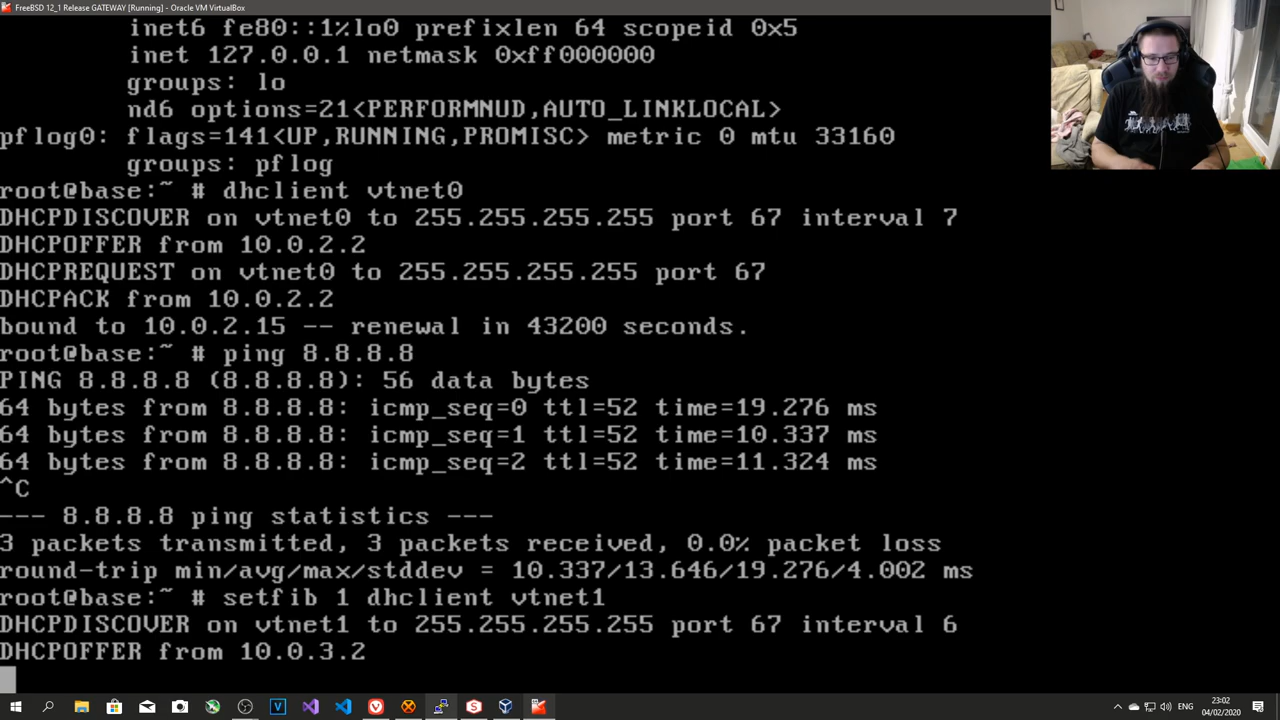 FreeBSD 12_1 Release GATEWAY [Running] - Oracle VM VirtualBox
inet6 fe80::1%lo0 prefixlen 64 scopeid 0x5
inet 127.0.0.1 netmask 0xff000000
groups: lo
nd6 options=21<PERFORMNUD,AUTO_LINKLOCAL>
pflog0: flags=141<UP,RUNNING,PROMISC> metric 0 mtu 33160
groups: pflog
root@base:~ # dhclient vtnet0
DHCPDISCOVER on vtnet0 to 255.255.255.255 port 67 interval 7
DHCPOFFER from 10.0.2.2
DHCPREQUEST on vtnet0 to 255.255.255.255 port 67
DHCPACK from 10.0.2.2
bound to 10.0.2.15 -- renewal in 43200 seconds.
root@base:~ # ping 8.8.8.8
PING 8.8.8.8 (8.8.8.8): 56 data bytes
64 bytes from 8.8.8.8: icmp_seq=0 ttl=52 time=19.276 ms
64 bytes from 8.8.8.8: icmp_seq=1 ttl=52 time=10.337 ms
64 bytes from 8.8.8.8: icmp_seq=2 ttl=52 time=11.324 ms
^C
--- 8.8.8.8 ping statistics ---
3 packets transmitted, 3 packets received, 0.0% packet loss
round-trip min/avg/max/stddev = 10.337/13.646/19.276/4.002 ms
root@base:~ # setfib 1 dhclient vtnet1
DHCPDISCOVER on vtnet1 to 255.255.255.255 port 67 interval 6
DHCPOFFER from 10.0.3.2
ENG
23:02
04/02/2020